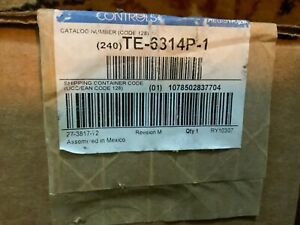 CONTROLS
CATALOG NUMBER (CODE 128)
(240) TE-6314P-1
SHIPPING CONTAINER CODE
(UCC/EAN CODE 128)
(01) 1078502837704
27-3817-12 Revision M Qty 1 RY10307
Assembled in Mexico